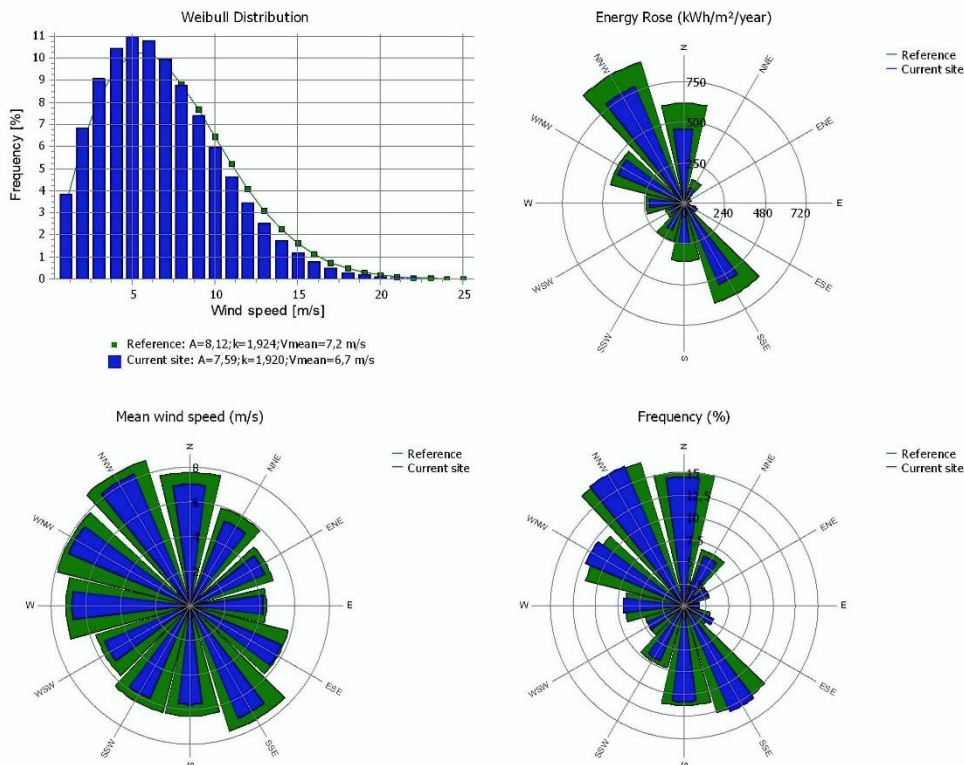 Weibull Distribution
Frequency [%]
11
10
9
8
7
6
5
4
3
2
1
0
5 10 15 20 25
Wind speed [m/s]
Reference: A=8,12;k=1,924;Vmean=7,2 m/s
Current site: A=7,59;k=1,920;Vmean=6,7 m/s
Energy Rose (kWh/m²/year)
Reference
Current site
N
NNE
ENE
E
ESE
SSE
S
SSW
WSW
W
WNW
NNW
750
500
250
240 480 720
Mean wind speed (m/s)
Reference
Current site
N
NNE
ENE
E
ESE
SSE
SSW
WSW
W
WNW
NNW
8
6
Frequency (%)
Reference
Current site
N
NNE
ENE
E
ESE
SSE
S
SSW
WSW
W
WNW
NNW
15
12,5
10